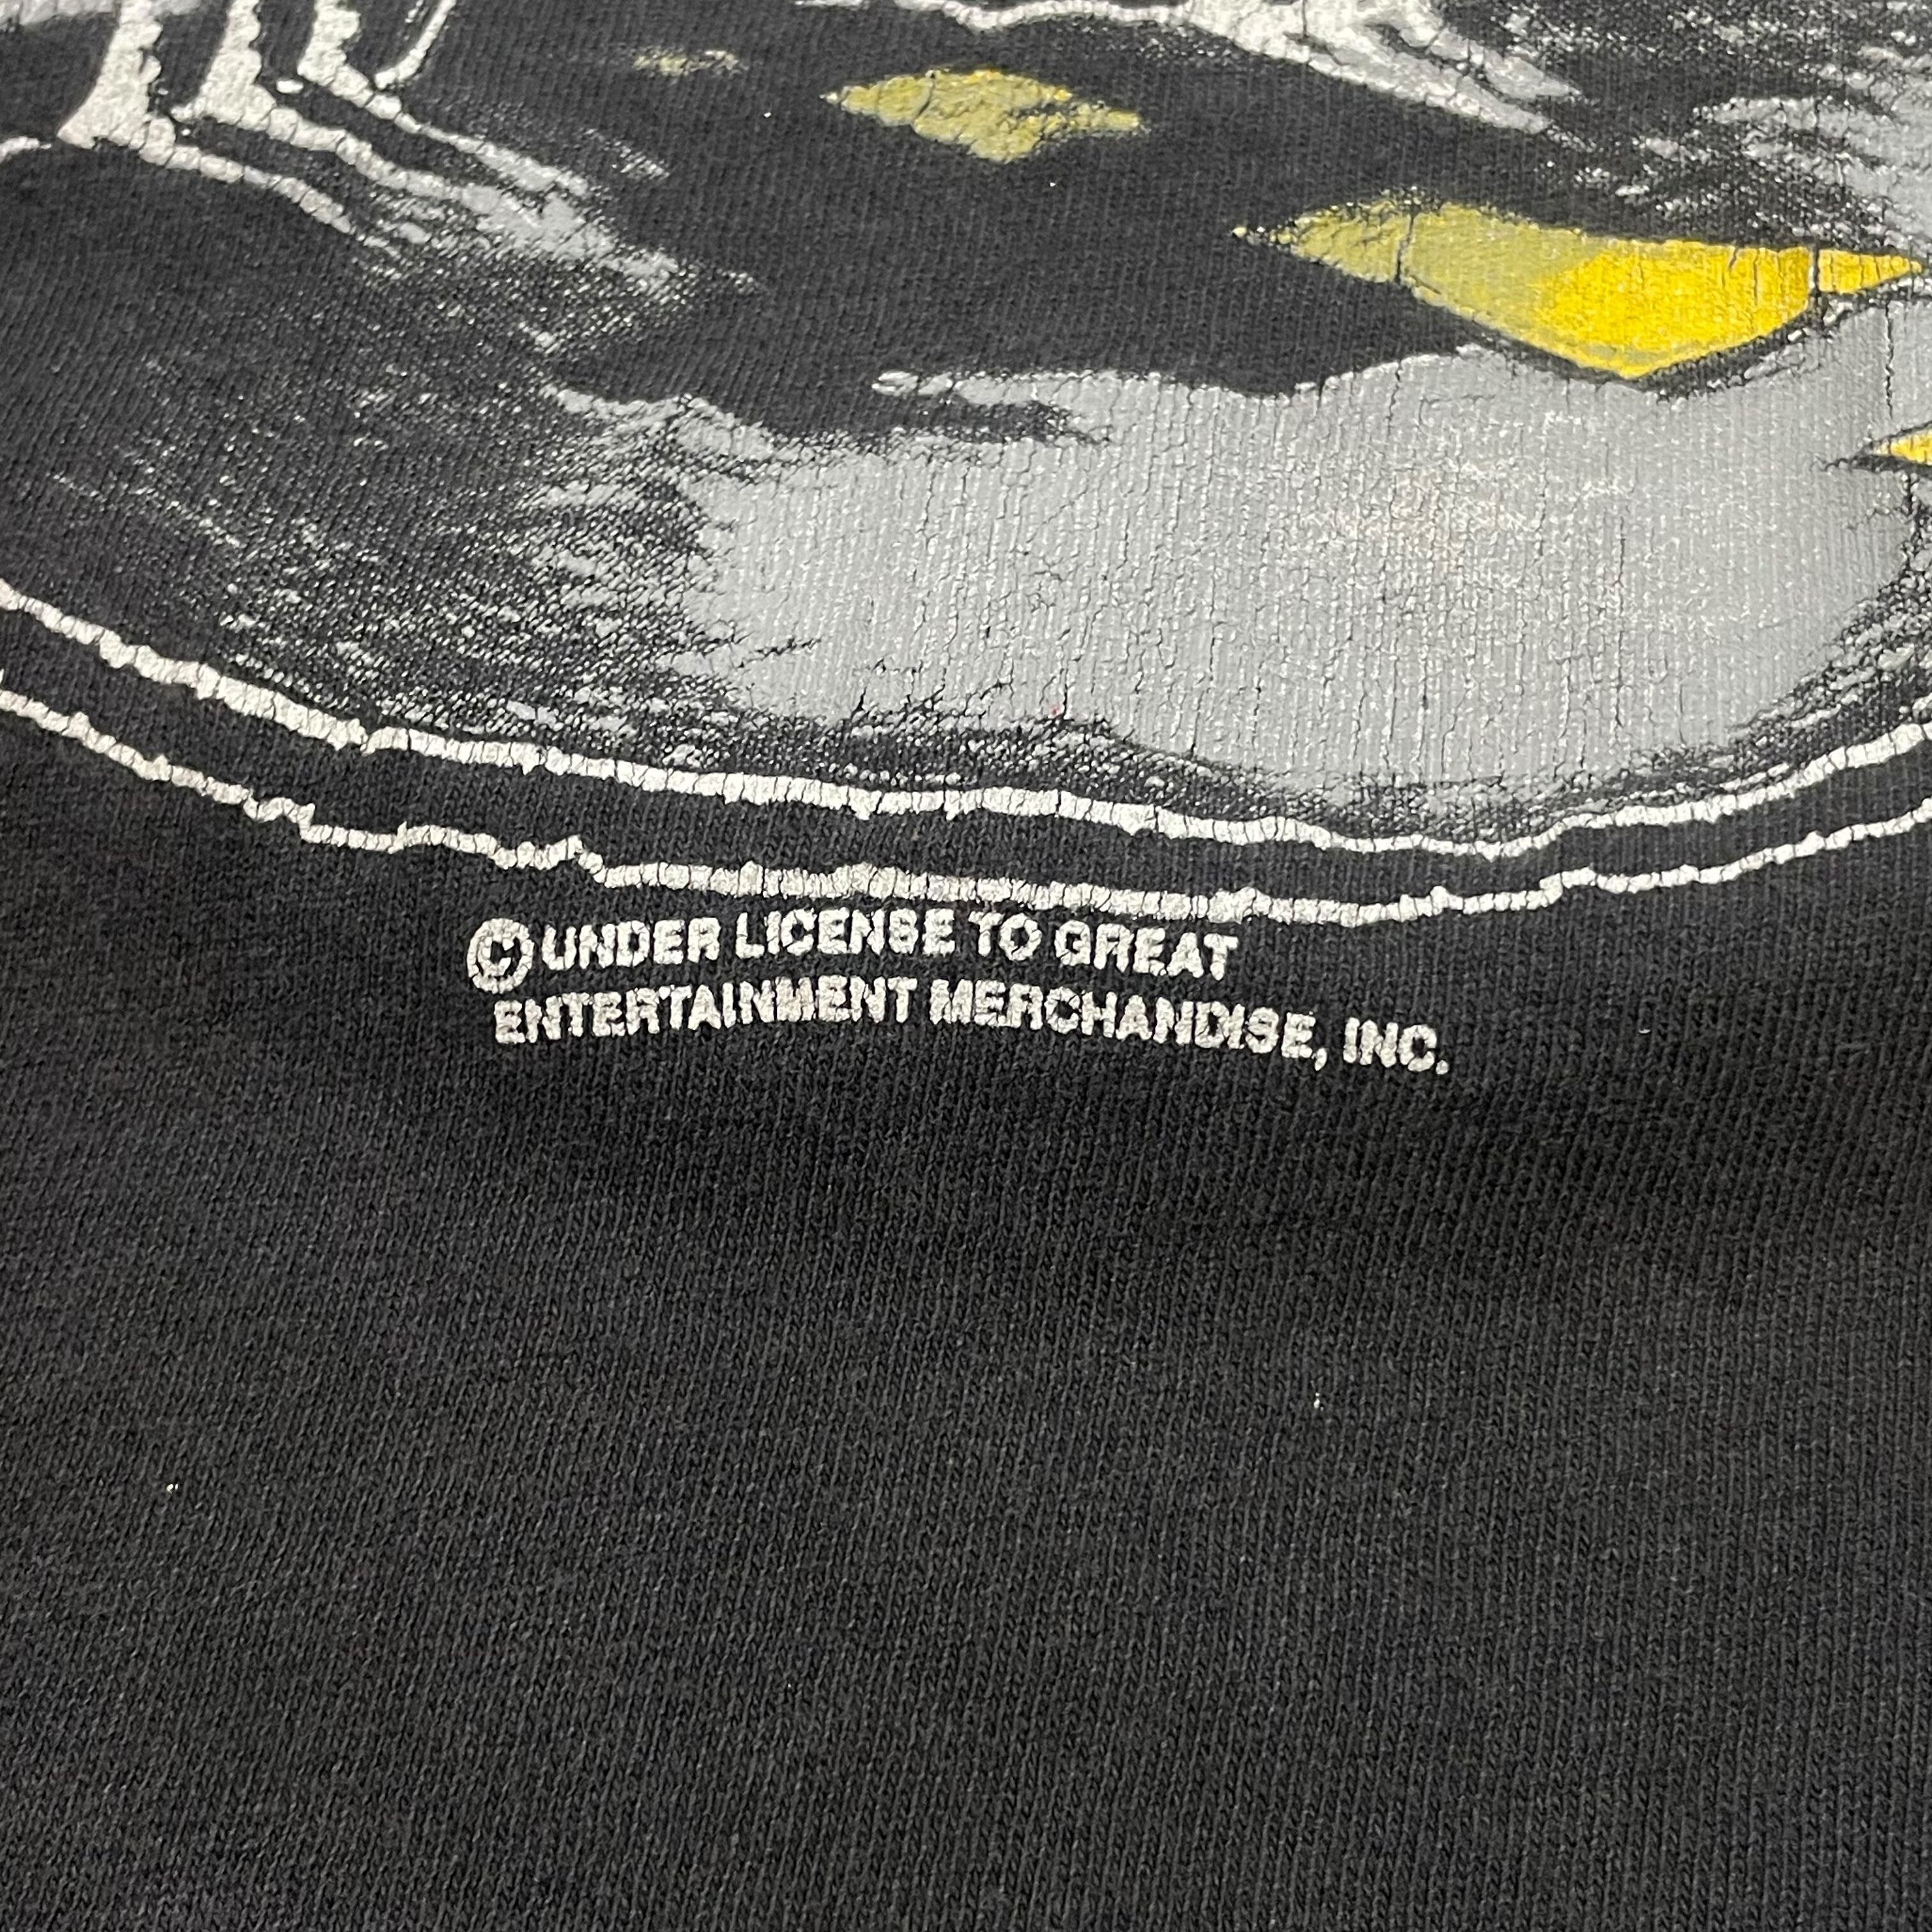 ©UNDER LICENSE TO GREAT
ENTERTAINMENT MERCHANDISE, INC.